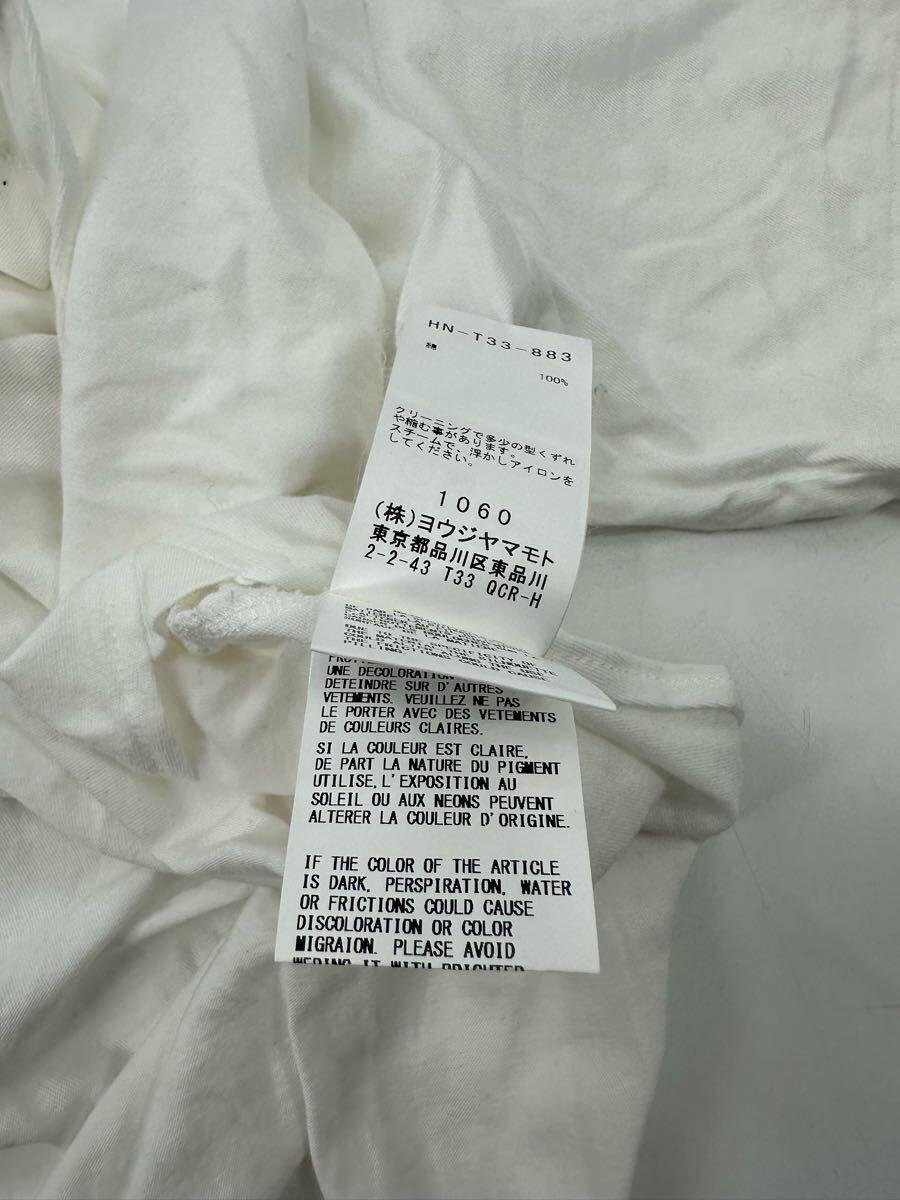 HN-T33-883
綿
100%
クリーニングで多少の型くずれ
や縮む事があります。
スチームで、浮かしアイロンを
してください。
1060
(株)ヨウジヤマモト
東京都品川区東品川
2-2-43 T33 QCR-H
DUE TO THE SPECIFICITY OF
PILLING
UNE DECOLORATION
DETEINDRE SUR D'AUTRES
VETEMENTS. VEUILLEZ NE PAS
LE PORTER AVEC DES VETEMENTS
DE COULEURS CLAIRES.
SI LA COULEUR EST CLAIRE,
DE PART LA NATURE DU PIGMENT
UTILISE, L'EXPOSITION AU
SOLEIL OU AUX NEONS PEUVENT
ALTERER LA COULEUR D'ORIGINE.
IF THE COLOR OF THE ARTICLE
IS DARK, PERSPIRATION, WATER
OR FRICTIONS COULD CAUSE
DISCOLORATION OR COLOR
MIGRAION. PLEASE AVOID